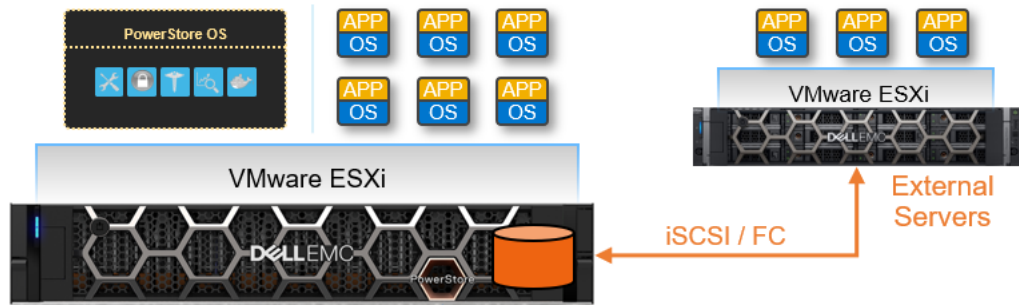 PowerStore OS
APP
OS
APP
OS
APP
OS
APP
OS
APP
OS
APP
OS
VMware ESXi
DELLEMC
PowerStore
iSCSI / FC
APP
OS
APP
OS
APP
OS
VMware ESXi
DELLEMC
External
Servers